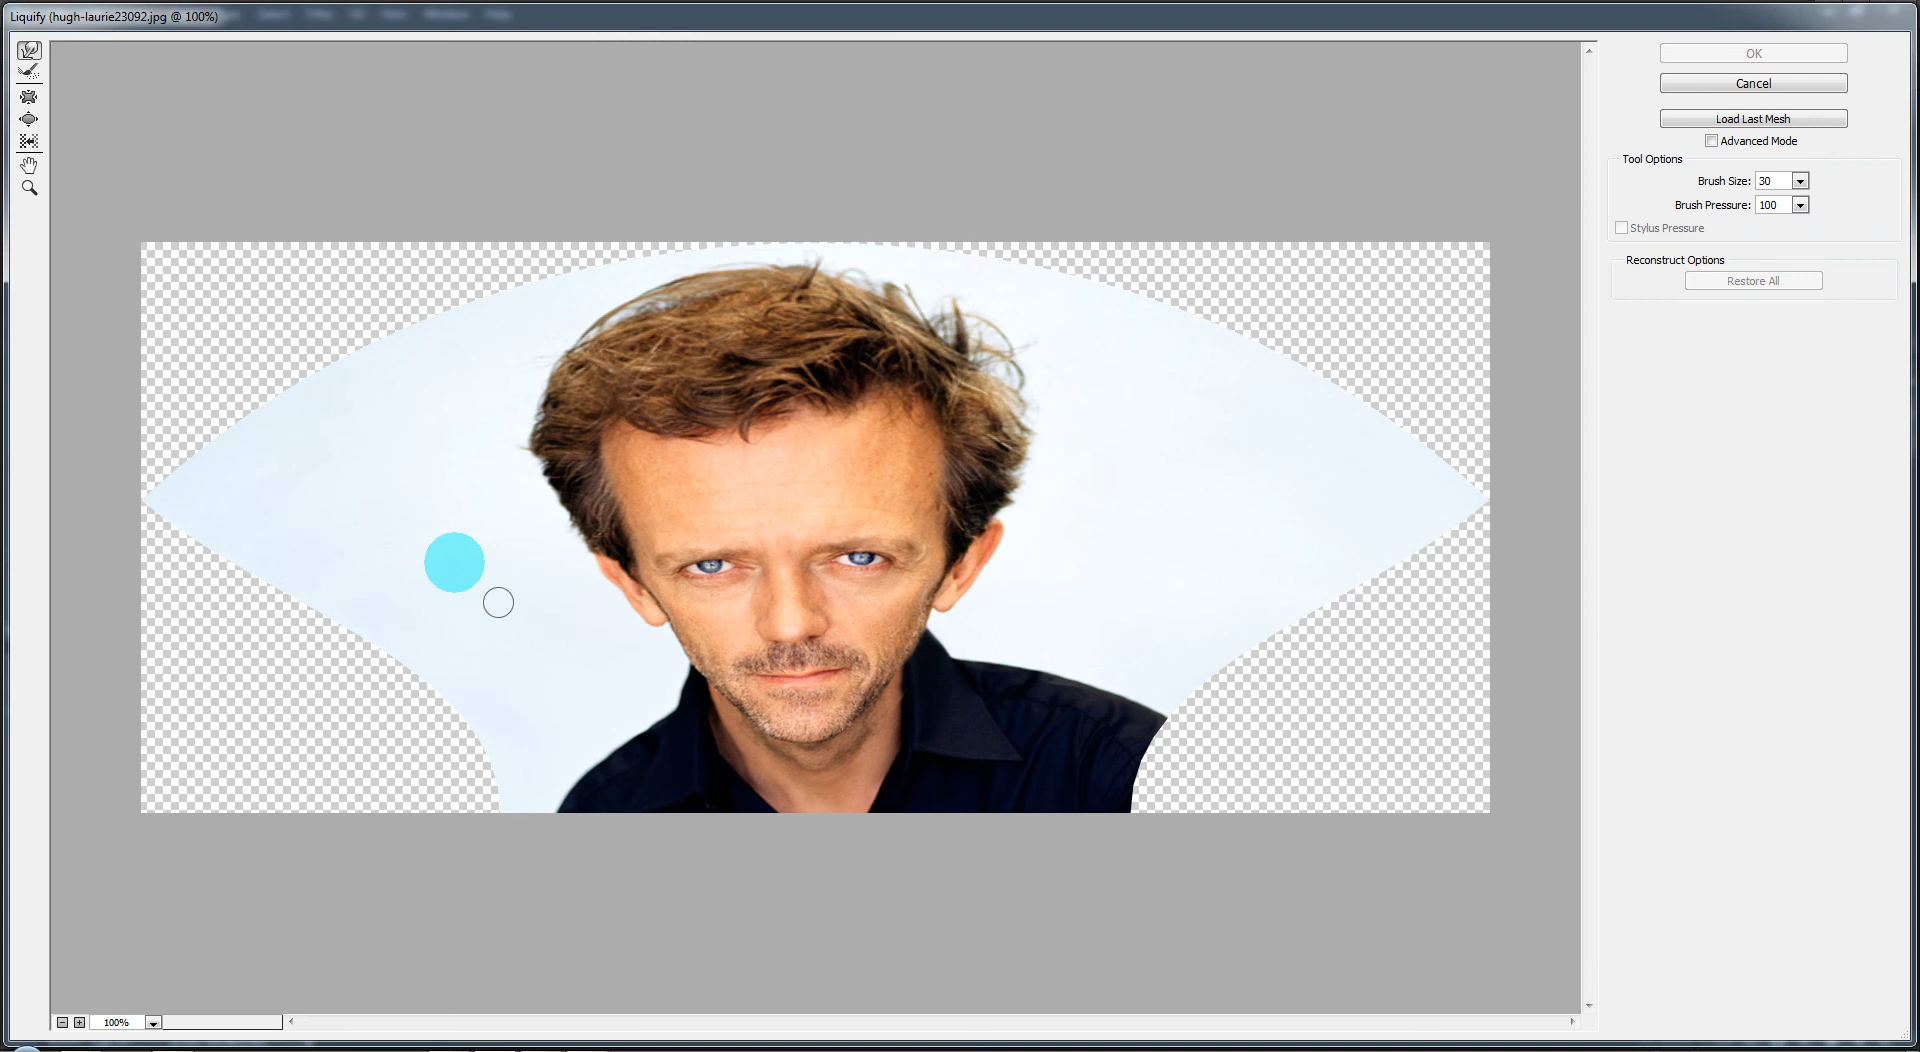 Liquify (hugh-laurie23092.jpg @ 100%)
OK
Cancel
Load Last Mesh
Advanced Mode
Tool Options
Brush Size: 30
Brush Pressure: 100
Stylus Pressure
Reconstruct Options
Restore All
100%